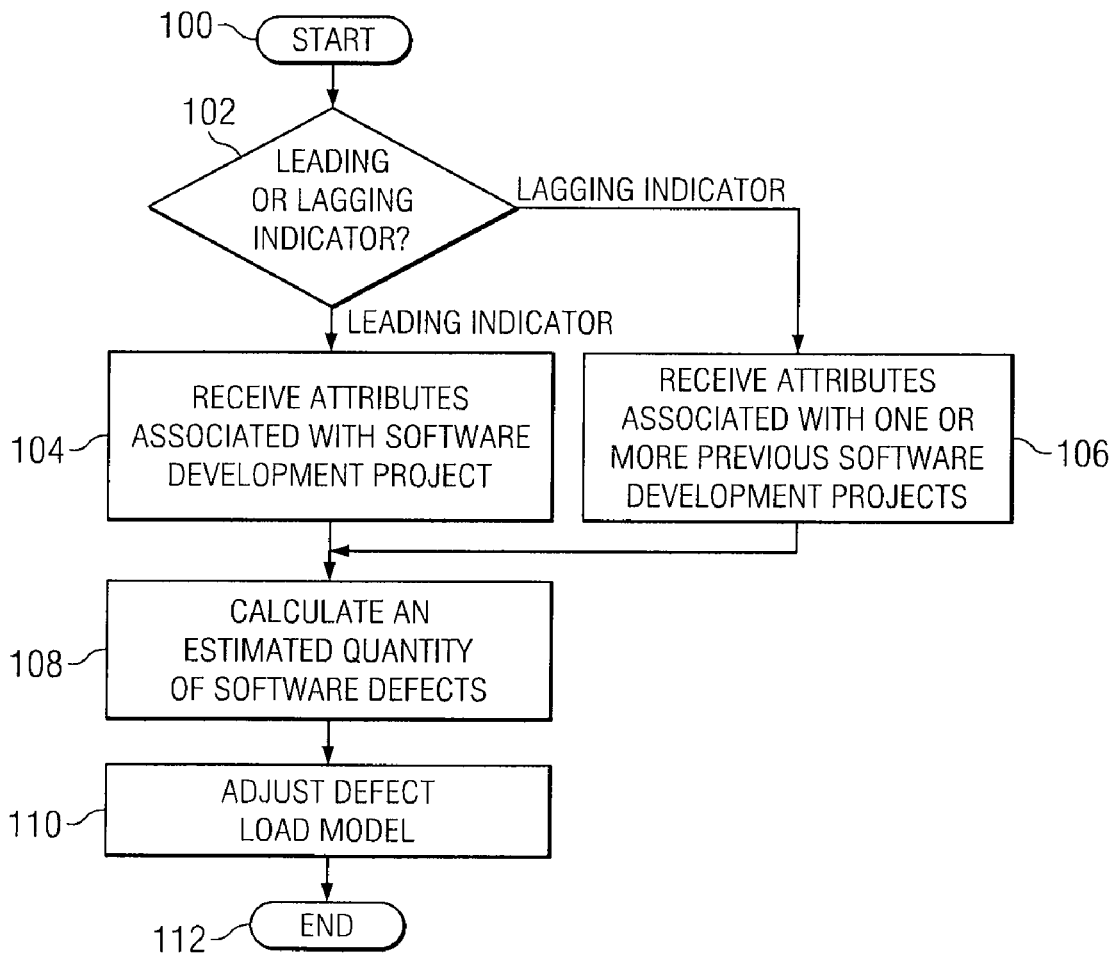 100
START
102
LEADING
OR LAGGING
INDICATOR?
LAGGING INDICATOR
LEADING INDICATOR
104
RECEIVE ATTRIBUTES
ASSOCIATED WITH SOFTWARE
DEVELOPMENT PROJECT
RECEIVE ATTRIBUTES
ASSOCIATED WITH ONE OR
MORE PREVIOUS SOFTWARE
DEVELOPMENT PROJECTS
106
108
CALCULATE AN
ESTIMATED QUANTITY
OF SOFTWARE DEFECTS
110
ADJUST DEFECT
LOAD MODEL
112
END